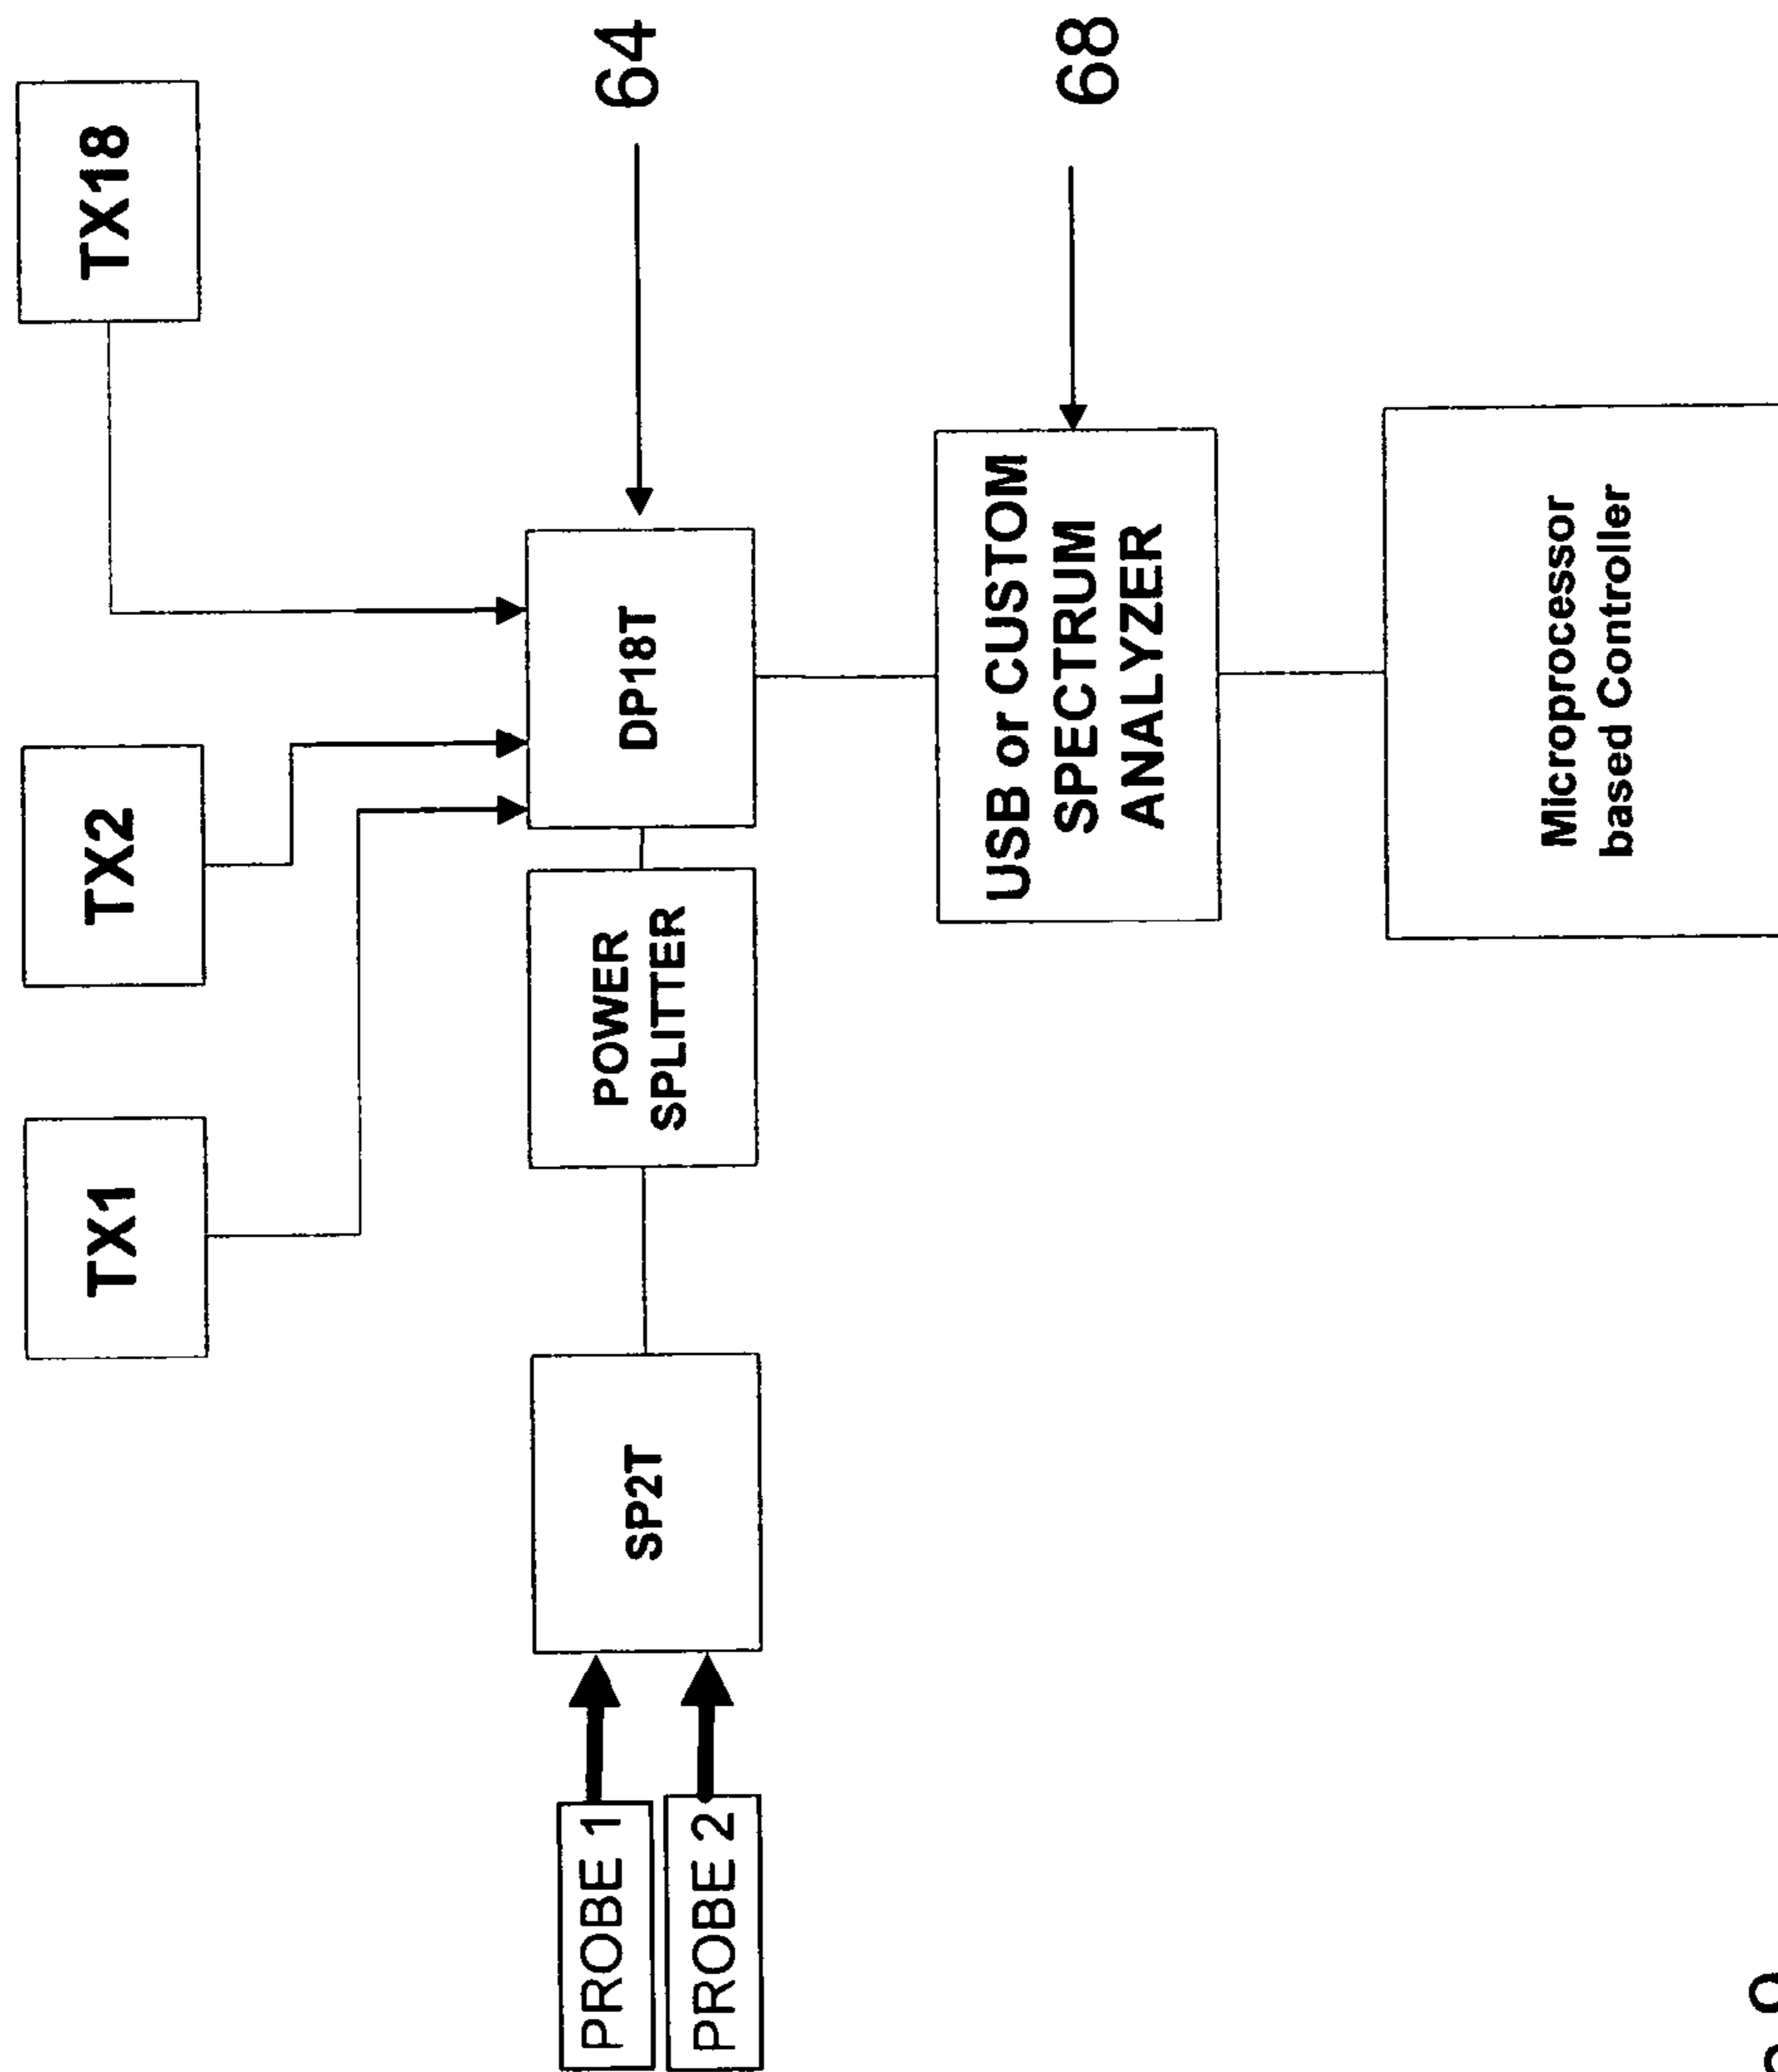 TX1
TX2
TX18
PROBE 1
PROBE 2
SP2T
POWER
SPLITTER
DP18T
64
USB or CUSTOM
SPECTRUM
ANALYZER
68
Microprocessor
based Controller